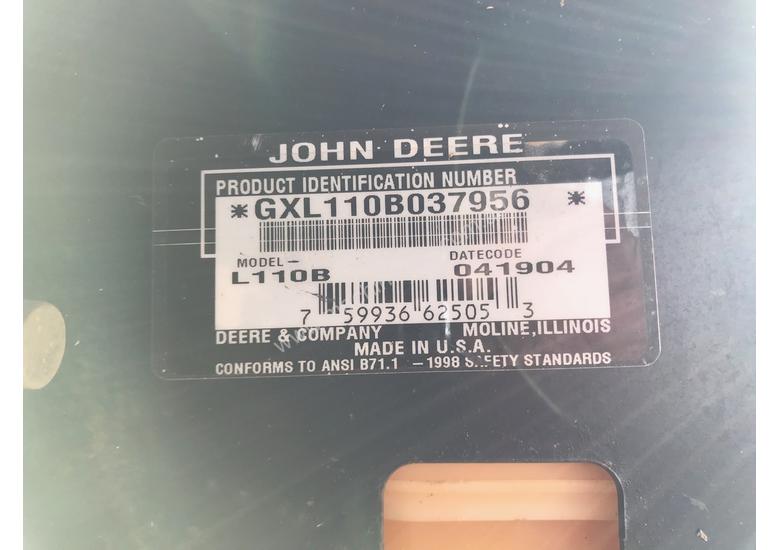 JOHN DEERE
PRODUCT IDENTIFICATION NUMBER
*GXL110B037956 *
MODEL- DATECODE
L110B 041904
7 59936 62505 3
DEERE & COMPANY MOLINE, ILLINOIS
MADE IN U.S.A.
CONFORMS TO ANSI B71.1 -1998 SAFETY STANDARDS